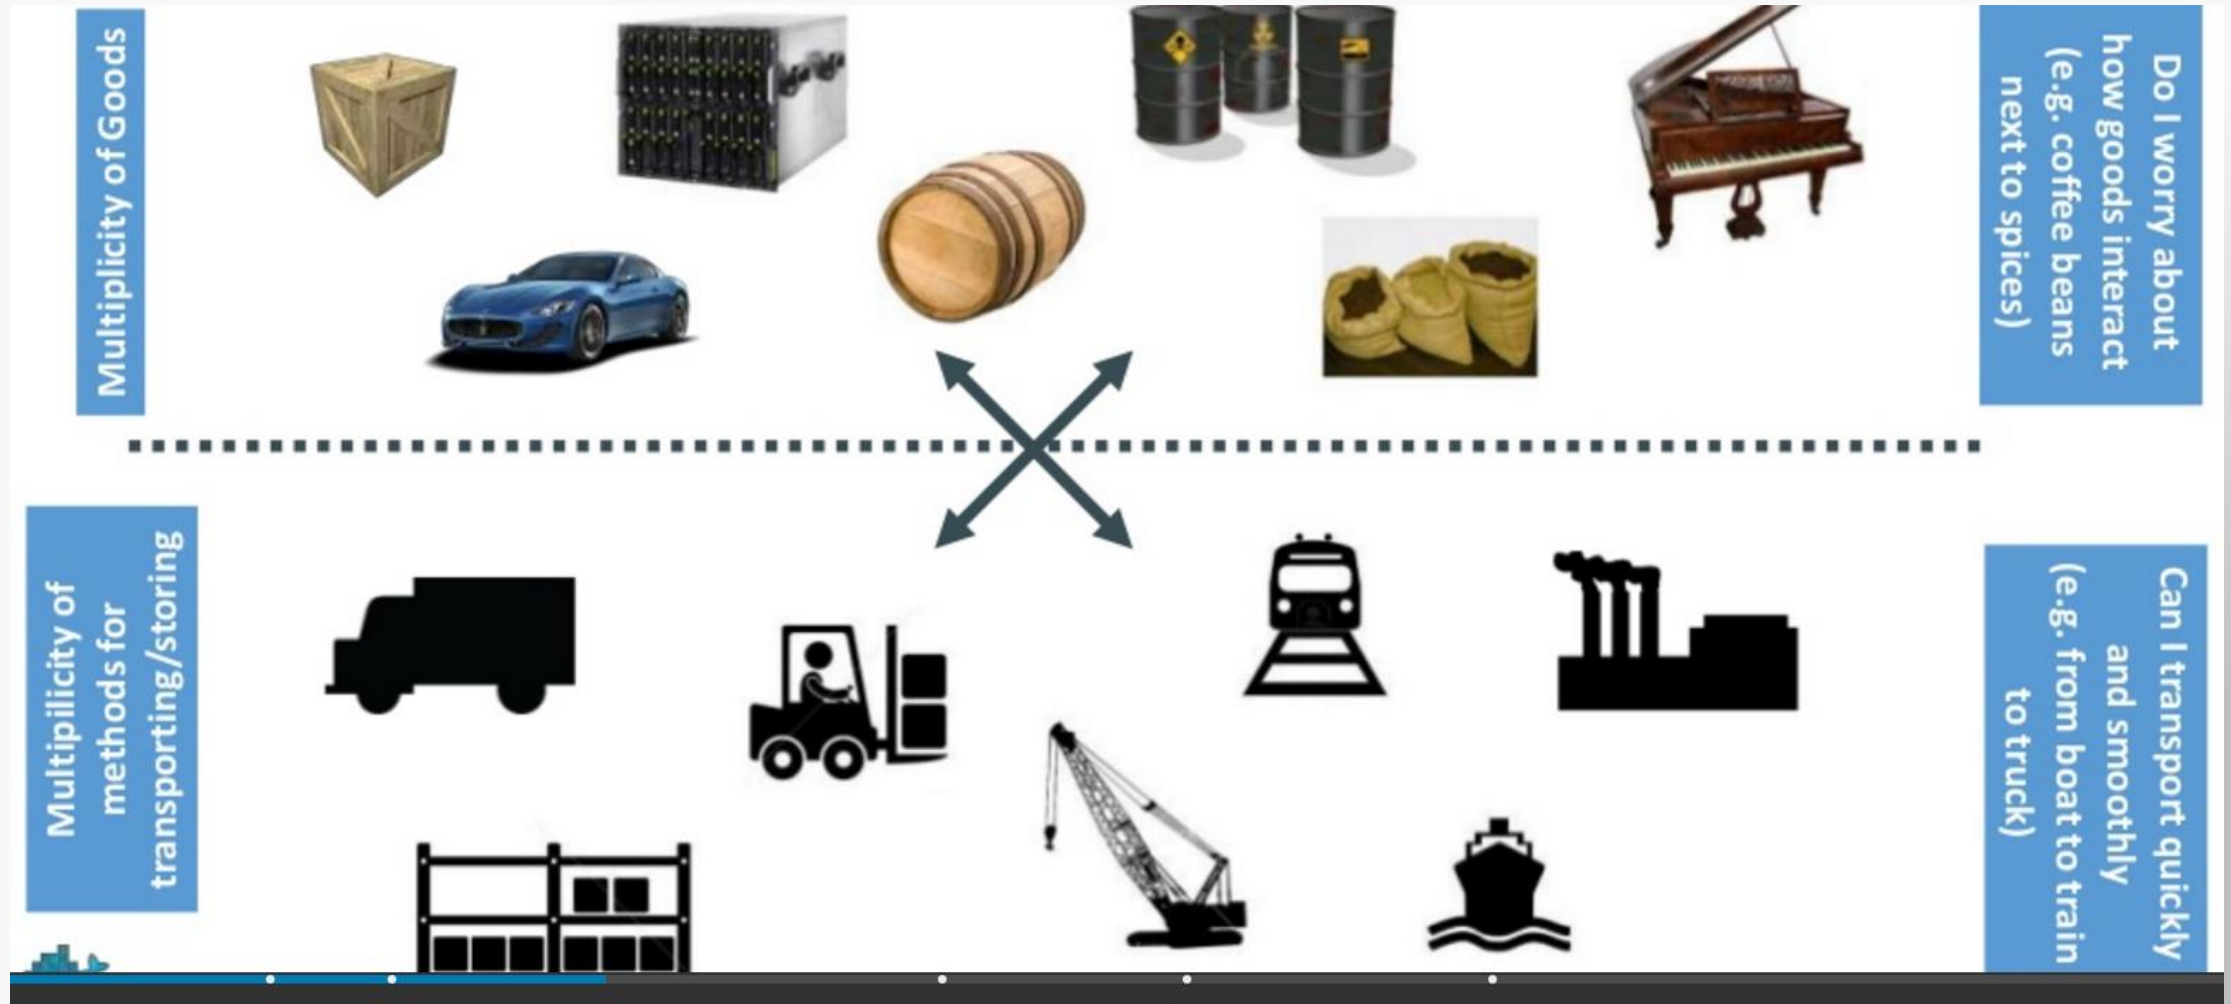 Multiplicity of Goods
Do I worry about
how goods interact
(e.g. coffee beans
next to spices)
Multipilicity of
methods for
transporting/storing
Can I transport quickly
and smoothly
(e.g. from boat to train
to truck)